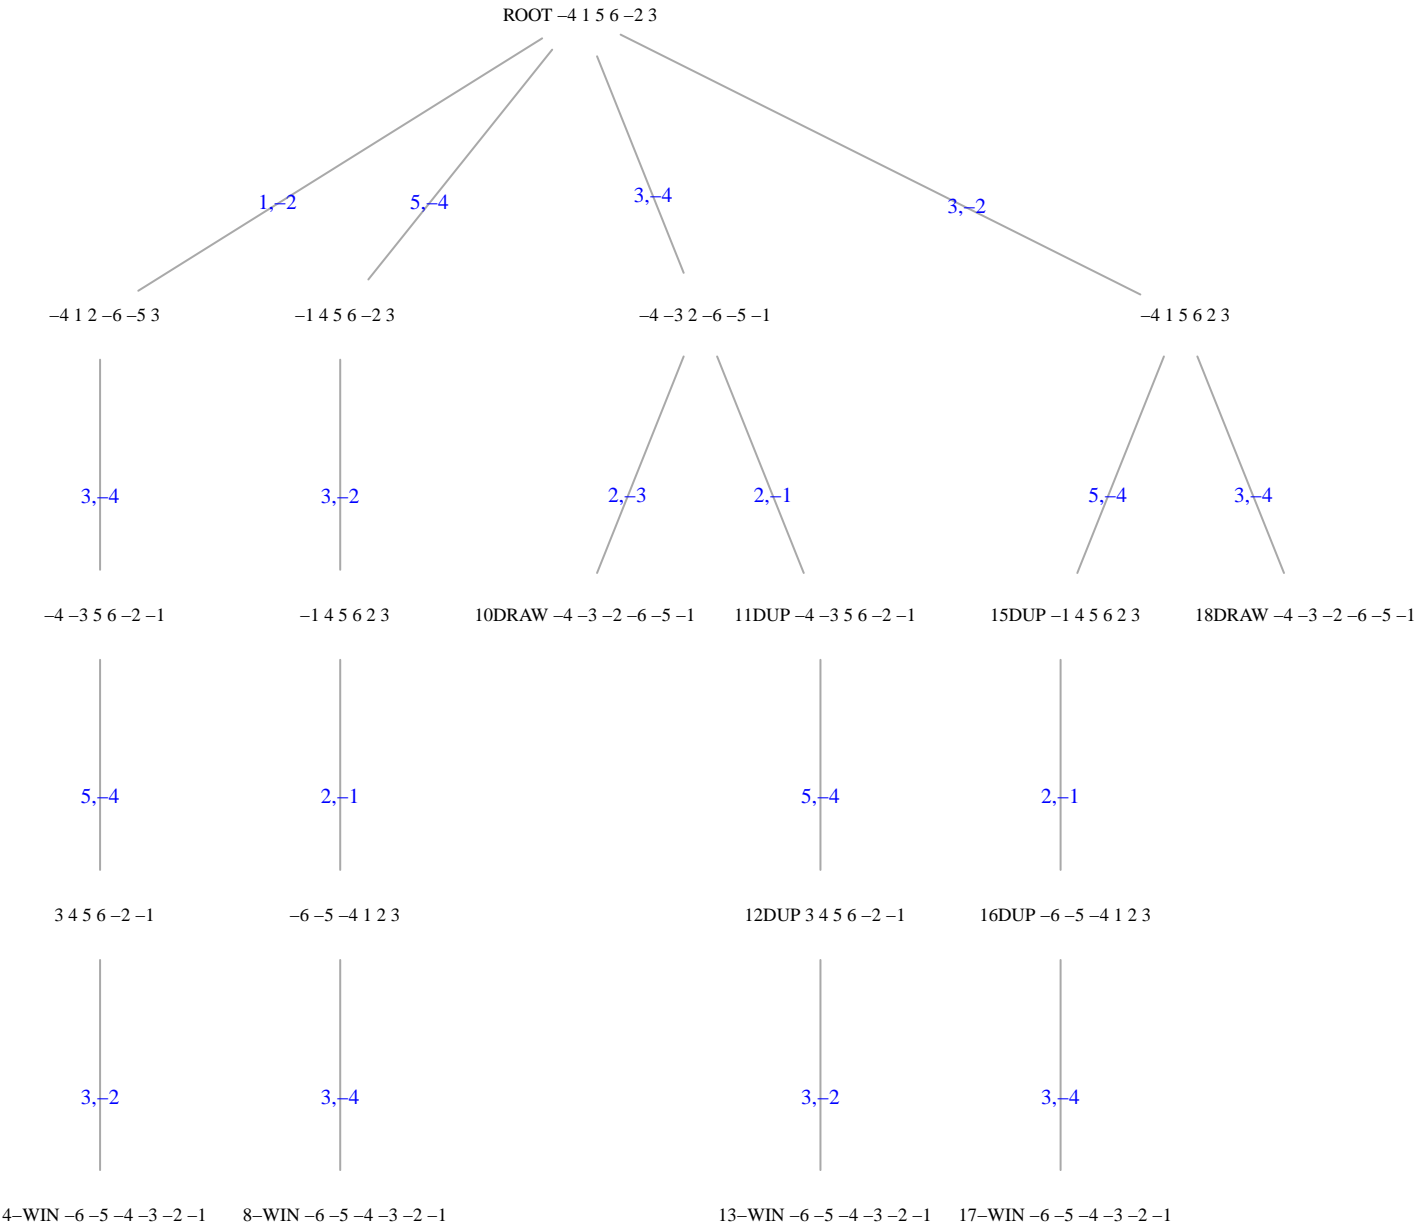 ROOT –4 1 5 6 –2 3
1,–2
5,–4
3,–4
3,–2
–4 1 2 –6 –5 3
–1 4 5 6 –2 3
–4 –3 2 –6 –5 –1
–4 1 5 6 2 3
3,–4
3,–2
2,–3
2,–1
5,–4
3,–4
–4 –3 5 6 –2 –1
–1 4 5 6 2 3
10DRAW –4 –3 –2 –6 –5 –1
11DUP –4 –3 5 6 –2 –1
15DUP –1 4 5 6 2 3
18DRAW –4 –3 –2 –6 –5 –1
5,–4
2,–1
5,–4
2,–1
3 4 5 6 –2 –1
–6 –5 –4 1 2 3
12DUP 3 4 5 6 –2 –1
16DUP –6 –5 –4 1 2 3
3,–2
3,–4
3,–2
3,–4
4–WIN –6 –5 –4 –3 –2 –1
8–WIN –6 –5 –4 –3 –2 –1
13–WIN –6 –5 –4 –3 –2 –1
17–WIN –6 –5 –4 –3 –2 –1